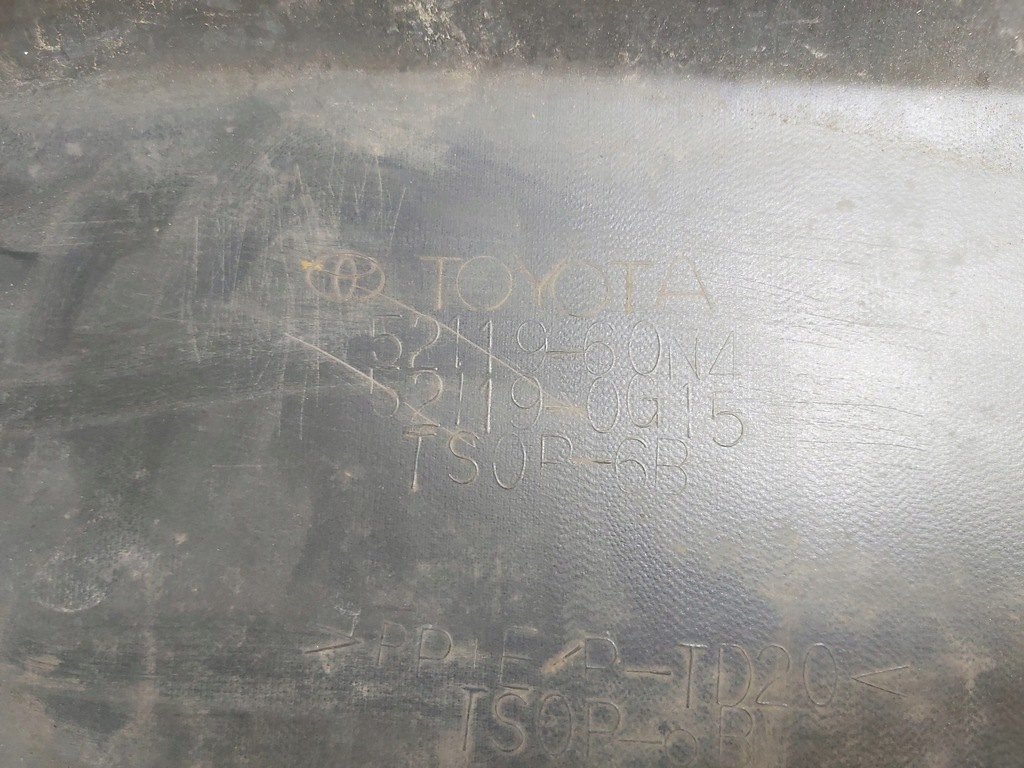 TOYOTA
52119-60N4
52119-0G15
TSOP-6B
>PP+E/P-TD20<
TSOP-6B